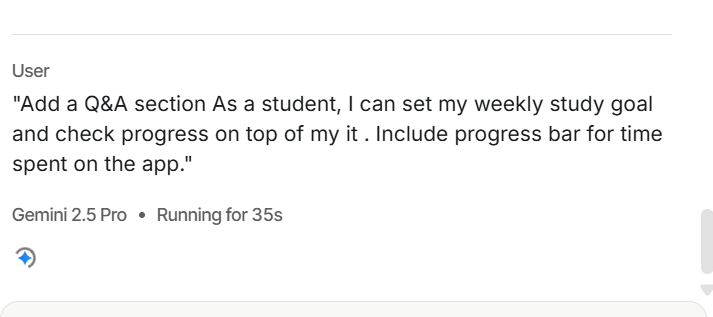 User
"Add a Q&A section As a student, I can set my weekly study goal
and check progress on top of my it . Include progress bar for time
spent on the app."
Gemini 2.5 Pro • Running for 35s